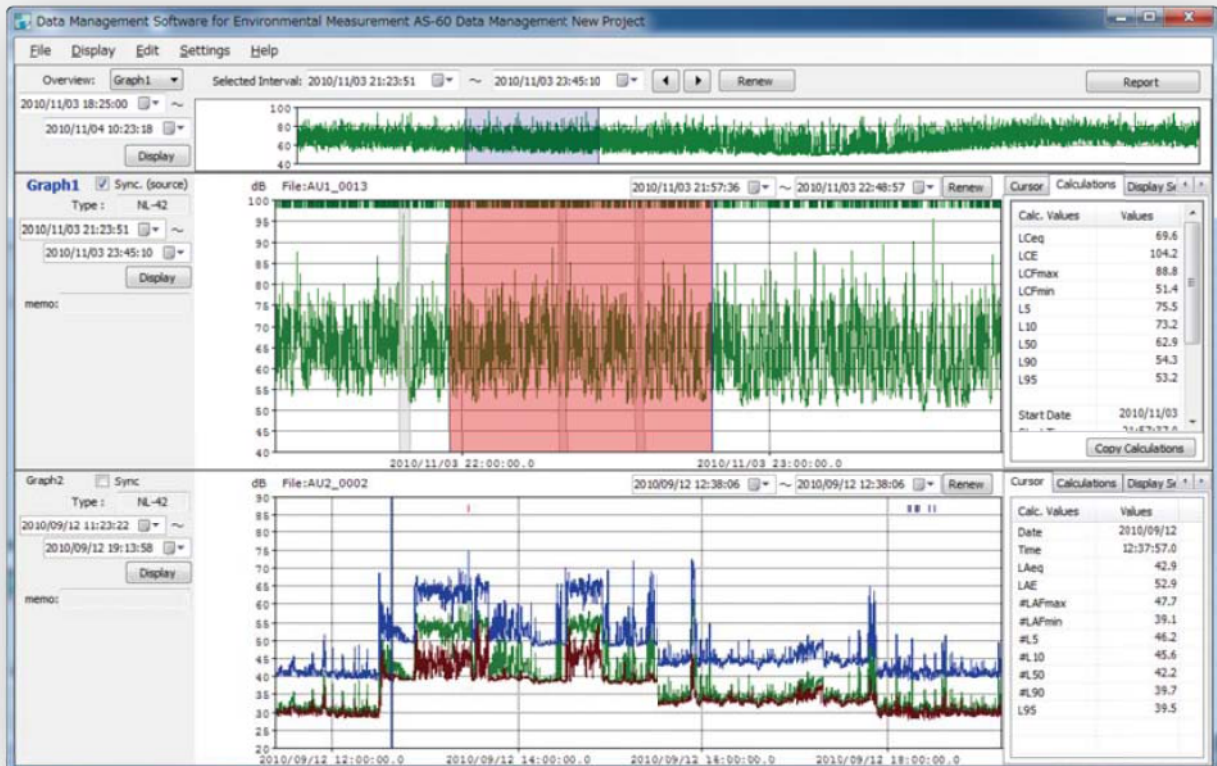 Data Management Software for Environmental Measurement AS-60 Data Management New Project
File Display Edit Settings Help
Overview: Graph1 Selected Interval: 2010/11/03 21:23:51 ~ 2010/11/03 23:45:10 Renew Report
2010/11/03 18:25:00 ~
2010/11/04 10:23:18
Display
100
80
60
40
Graph1 Sync. (source)
Type : NL-42
2010/11/03 21:23:51 ~
2010/11/03 23:45:10
Display
memo:
dB File:AU1_0013 2010/11/03 21:57:36 ~ 2010/11/03 22:48:57 Renew
100
95
90
85
80
75
70
65
60
55
50
45
40
2010/11/03 22:00:00.0 2010/11/03 23:00:00.0
Cursor Calculations Display Se
Calc. Values Values
LCeq 69.6
LCE 104.2
LCFmax 88.8
LCFmin 51.4
L5 75.5
L10 73.2
L50 62.9
L90 54.3
L95 53.2
Start Date 2010/11/03
Copy Calculations
Graph2 Sync
Type : NL-42
2010/09/12 11:23:22 ~
2010/09/12 19:13:58
Display
memo:
dB File:AU2_0002 2010/09/12 12:38:06 ~ 2010/09/12 12:38:06 Renew
90
85
80
75
70
65
60
55
50
45
40
35
30
25
20
2010/09/12 12:00:00.0 2010/09/12 14:00:00.0 2010/09/12 16:00:00.0 2010/09/12 18:00:00.0
Cursor Calculations Display Se
Calc. Values Values
Date 2010/09/12
Time 12:37:57.0
LAeq 42.9
LAE 52.9
#LAFmax 47.7
#LAFmin 39.1
#L5 46.2
#L10 45.6
#L50 42.2
#L90 39.7
L95 39.5